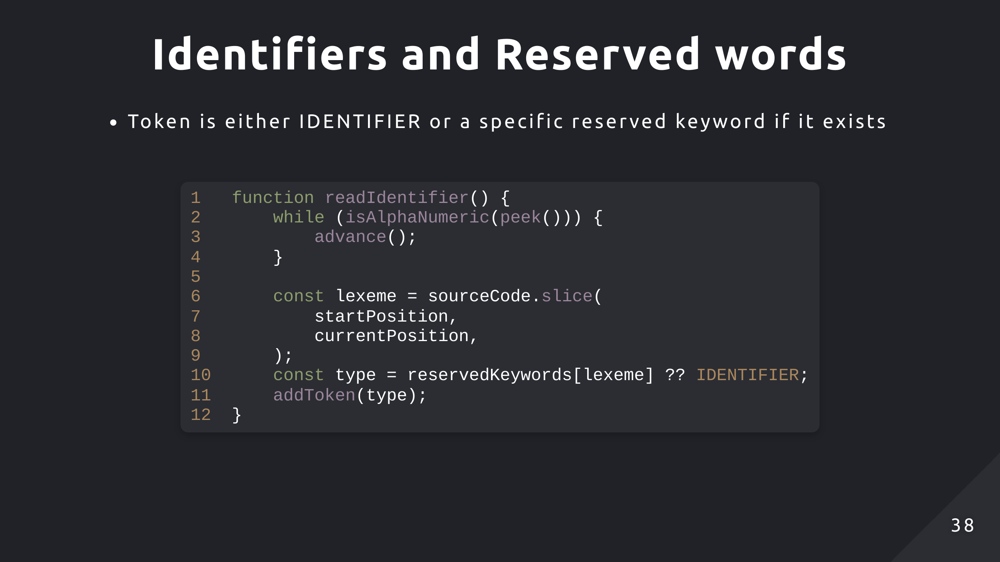 Identifiers and Reserved words
• Token is either IDENTIFIER or a specific reserved keyword if it exists
1   function readIdentifier() {
2       while (isAlphaNumeric(peek())) {
3           advance();
4       }
5
6       const lexeme = sourceCode.slice(
7           startPosition,
8           currentPosition,
9       );
10      const type = reservedKeywords[lexeme] ?? IDENTIFIER;
11      addToken(type);
12  }
38